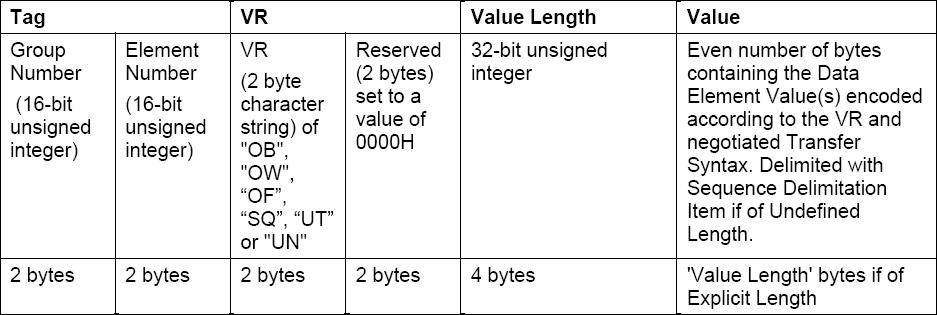 Tag VR Value Length Value
Group Number
(16-bit unsigned integer)
Element Number
(16-bit unsigned integer)
VR
(2 byte character string) of "OB", "OW", “OF”, “SQ”, “UT” or "UN"
Reserved (2 bytes) set to a value of 0000H
32-bit unsigned integer
Even number of bytes containing the Data Element Value(s) encoded according to the VR and negotiated Transfer Syntax. Delimited with Sequence Delimitation Item if of Undefined Length.
2 bytes 2 bytes 2 bytes 2 bytes 4 bytes 'Value Length' bytes if of Explicit Length